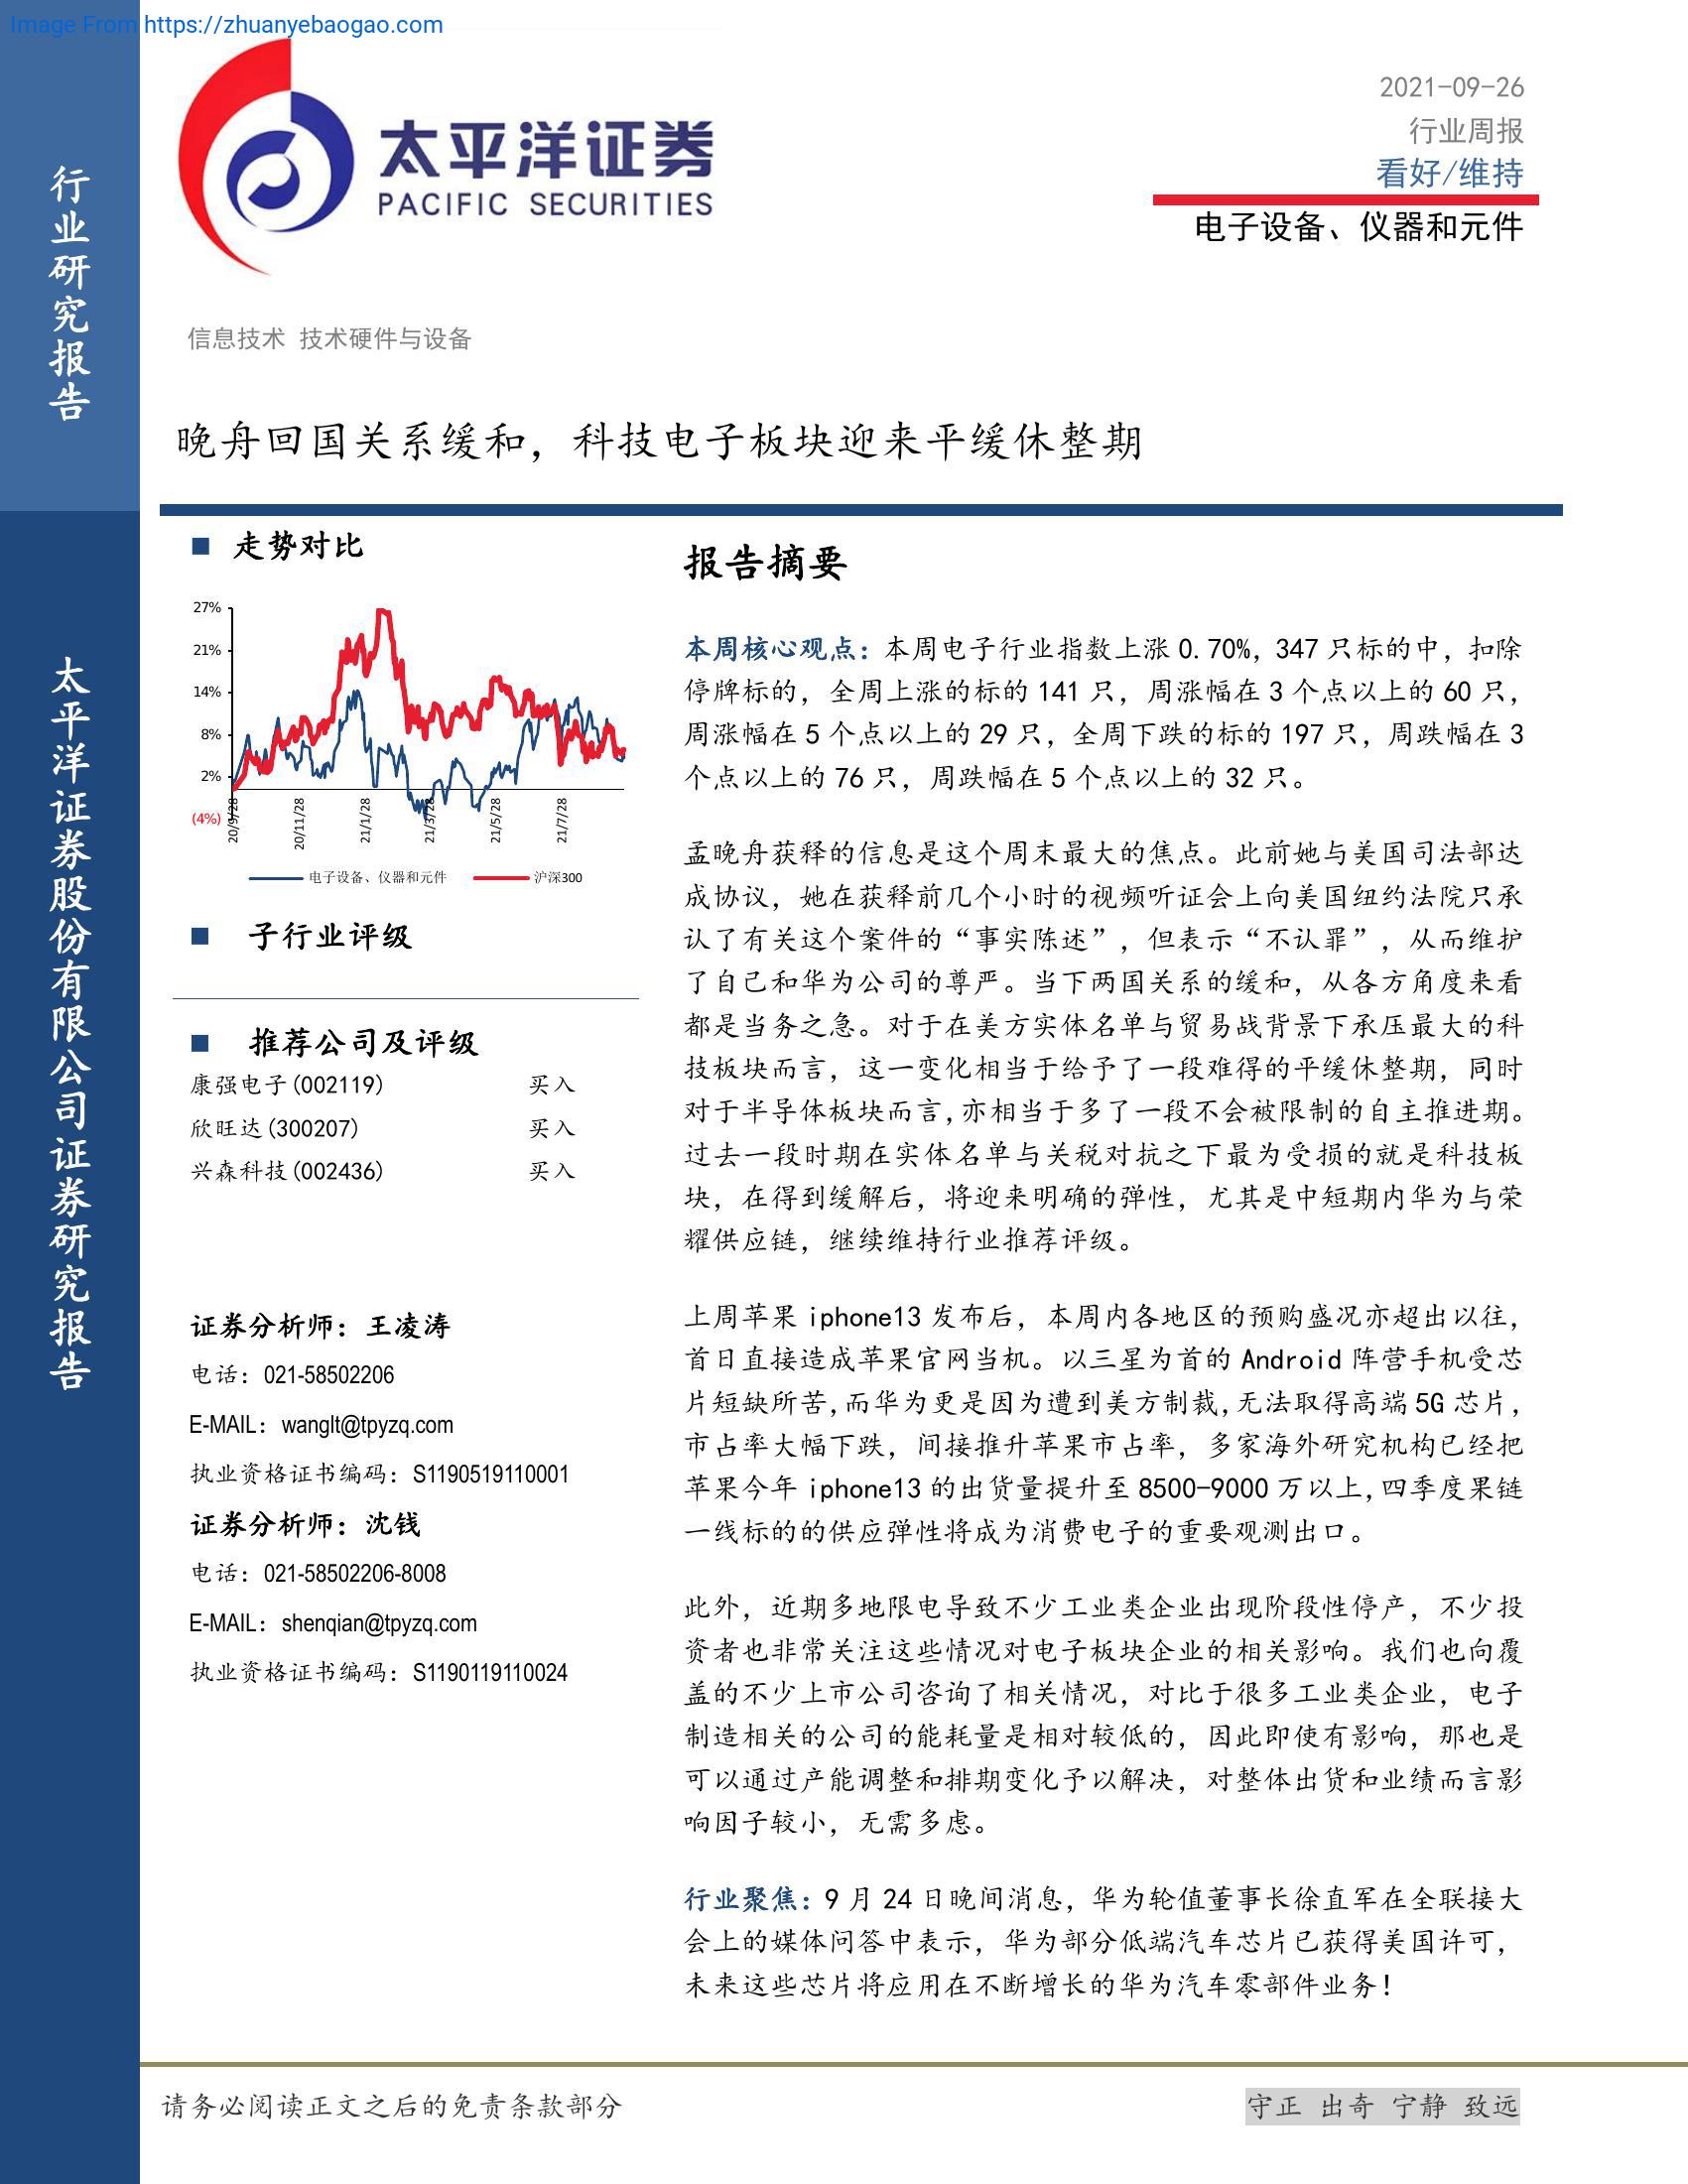 Image From https://zhuanyebaogao.com
行业研究报告
太平洋证券股份有限公司证券研究报告
太平洋证券
PACIFIC SECURITIES
2021-09-26
行业周报
看好/维持
电子设备、仪器和元件
信息技术 技术硬件与设备
晚舟回国关系缓和，科技电子板块迎来平缓休整期
■ 走势对比
27%
21%
14%
8%
2%
(4%)
20/9/28
20/11/28
21/1/28
21/3/28
21/5/28
21/7/28
电子设备、仪器和元件 沪深300
■ 子行业评级
■ 推荐公司及评级
康强电子(002119) 买入
欣旺达(300207) 买入
兴森科技(002436) 买入
证券分析师：王凌涛
电话：021-58502206
E-MAIL：wanglt@tpyzq.com
执业资格证书编码：S1190519110001
证券分析师：沈钱
电话：021-58502206-8008
E-MAIL：shenqian@tpyzq.com
执业资格证书编码：S1190119110024
报告摘要
本周核心观点：本周电子行业指数上涨 0.70%，347 只标的中，扣除
停牌标的，全周上涨的标的 141 只，周涨幅在 3 个点以上的 60 只，
周涨幅在 5 个点以上的 29 只，全周下跌的标的 197 只，周跌幅在 3
个点以上的 76 只，周跌幅在 5 个点以上的 32 只。
孟晚舟获释的信息是这个周末最大的焦点。此前她与美国司法部达
成协议，她在获释前几个小时的视频听证会上向美国纽约法院只承
认了有关这个案件的“事实陈述”，但表示“不认罪”，从而维护
了自己和华为公司的尊严。当下两国关系的缓和，从各方角度来看
都是当务之急。对于在美方实体名单与贸易战背景下承压最大的科
技板块而言，这一变化相当于给予了一段难得的平缓休整期，同时
对于半导体板块而言,亦相当于多了一段不会被限制的自主推进期。
过去一段时期在实体名单与关税对抗之下最为受损的就是科技板
块，在得到缓解后，将迎来明确的弹性，尤其是中短期内华为与荣
耀供应链，继续维持行业推荐评级。
上周苹果 iphone13 发布后，本周内各地区的预购盛况亦超出以往，
首日直接造成苹果官网当机。以三星为首的 Android 阵营手机受芯
片短缺所苦,而华为更是因为遭到美方制裁,无法取得高端 5G 芯片，
市占率大幅下跌，间接推升苹果市占率，多家海外研究机构已经把
苹果今年 iphone13 的出货量提升至 8500-9000 万以上,四季度果链
一线标的的供应弹性将成为消费电子的重要观测出口。
此外，近期多地限电导致不少工业类企业出现阶段性停产，不少投
资者也非常关注这些情况对电子板块企业的相关影响。我们也向覆
盖的不少上市公司咨询了相关情况，对比于很多工业类企业，电子
制造相关的公司的能耗量是相对较低的，因此即使有影响，那也是
可以通过产能调整和排期变化予以解决，对整体出货和业绩而言影
响因子较小，无需多虑。
行业聚焦：9 月 24 日晚间消息，华为轮值董事长徐直军在全联接大
会上的媒体问答中表示，华为部分低端汽车芯片已获得美国许可，
未来这些芯片将应用在不断增长的华为汽车零部件业务！
请务必阅读正文之后的免责条款部分
守正 出奇 宁静 致远